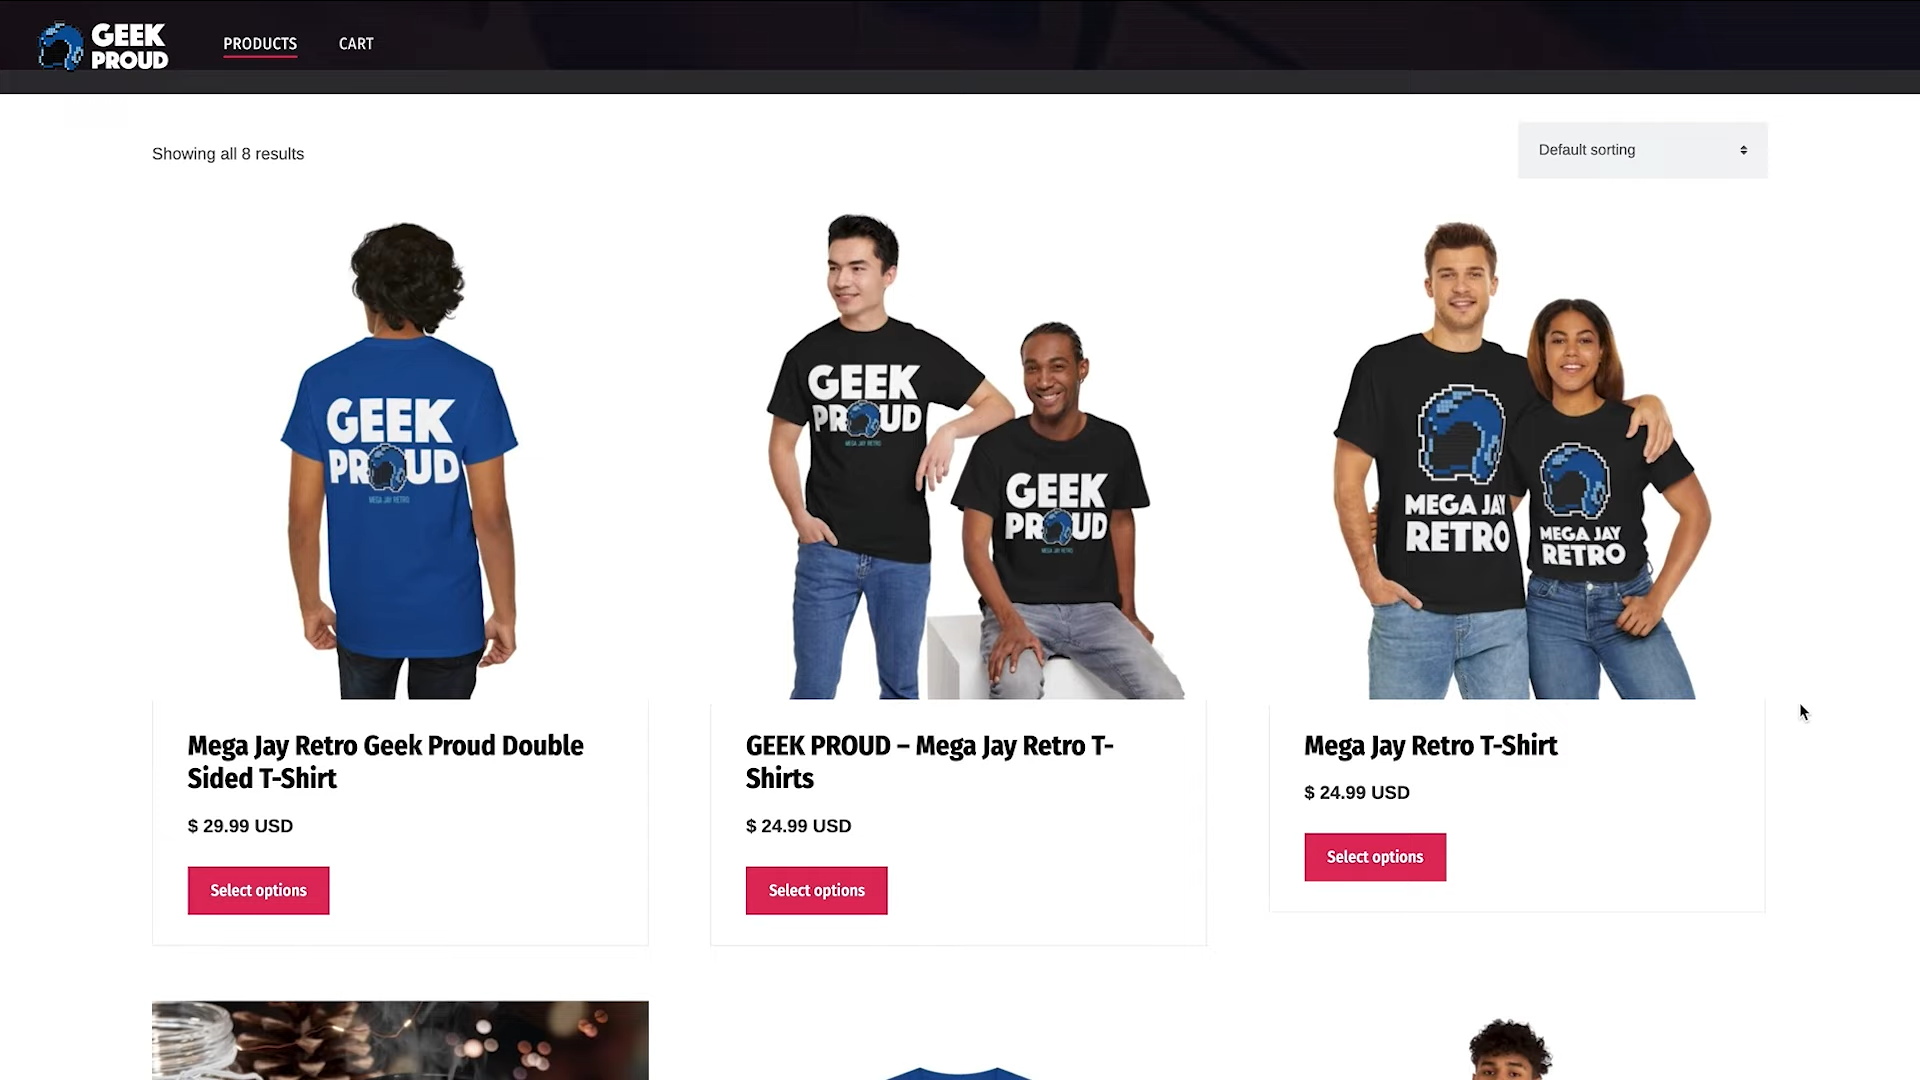 GEEK
PROUD
PRODUCTS
CART
Showing all 8 results
Default sorting
GEEK
PROUD
MEGA JAY RETRO
GEEK
PROUD
MEGA JAY RETRO
GEEK
PROUD
MEGA JAY RETRO
MEGA JAY
RETRO
MEGA JAY
RETRO
Mega Jay Retro Geek Proud Double
Sided T-Shirt
$ 29.99 USD
Select options
GEEK PROUD – Mega Jay Retro T-
Shirts
$ 24.99 USD
Select options
Mega Jay Retro T-Shirt
$ 24.99 USD
Select options